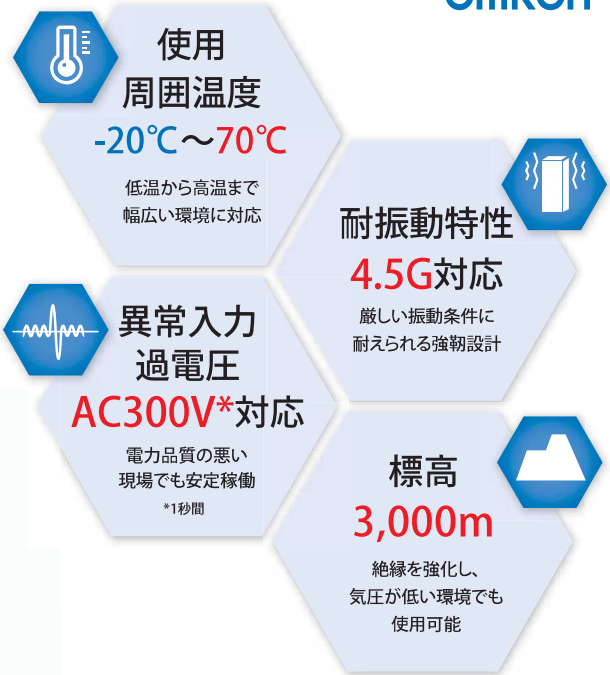 OMRON
使用
周囲温度
-20℃～70℃
低温から高温まで
幅広い環境に対応
耐振動特性
4.5G対応
厳しい振動条件に
耐えられる強靭設計
異常入力
過電圧
AC300V*対応
電力品質の悪い
現場でも安定稼働
*1秒間
標高
3,000m
絶縁を強化し、
気圧が低い環境でも
使用可能